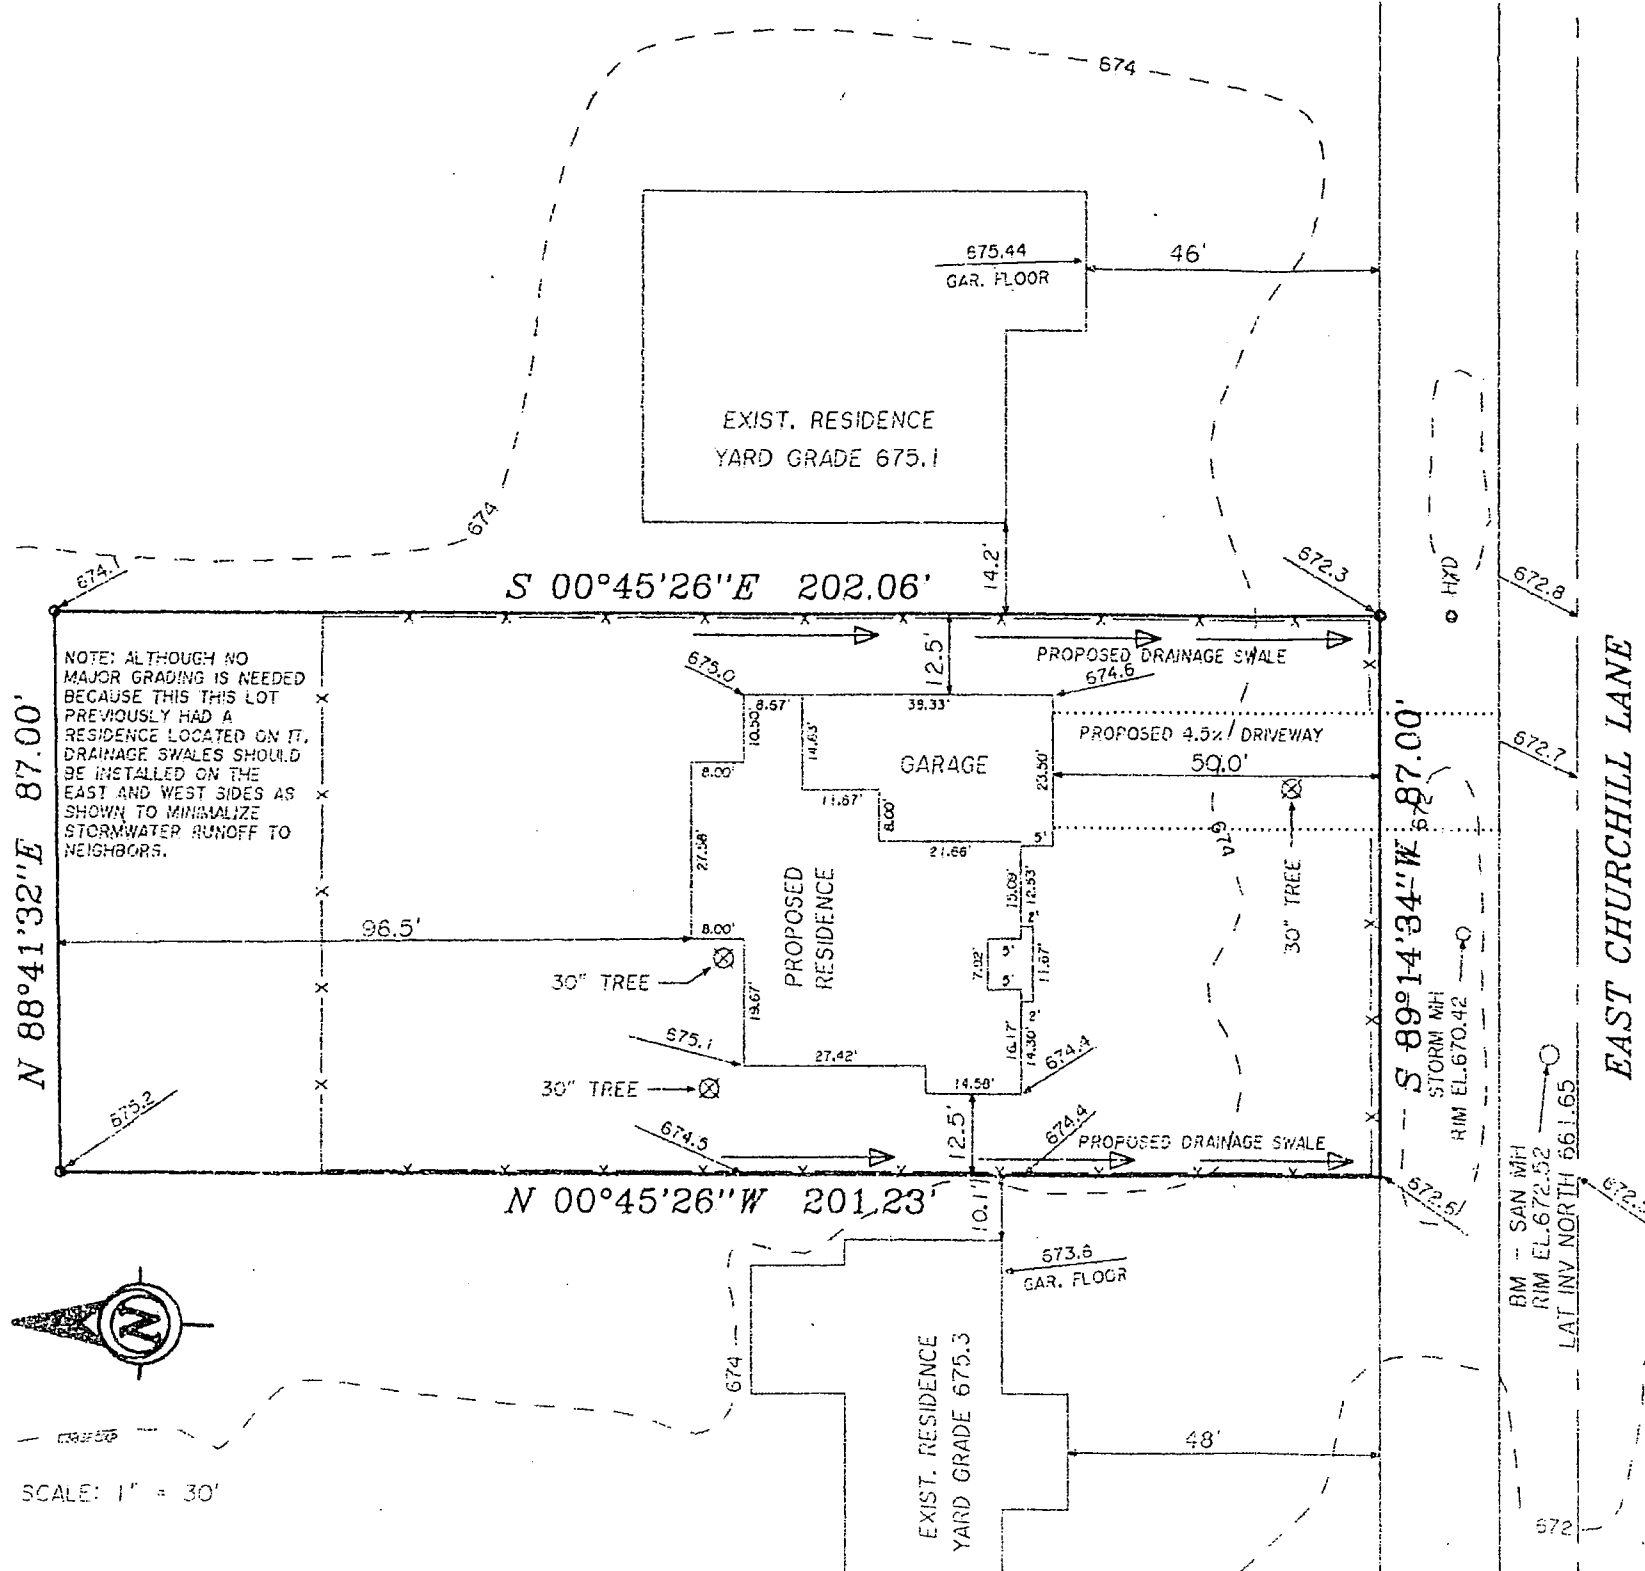 674
675.44
GAR. FLOOR
46'
EXIST. RESIDENCE
YARD GRADE 675.1
674
674.1
S 00°45'26"E 202.06'
14.2'
672.3
HYD
672.8
NOTE: ALTHOUGH NO
MAJOR GRADING IS NEEDED
BECAUSE THIS THIS LOT
PREVIOUSLY HAD A
RESIDENCE LOCATED ON IT,
DRAINAGE SWALES SHOULD
BE INSTALLED ON THE
EAST AND WEST SIDES AS
SHOWN TO MINIMALIZE
STORMWATER RUNOFF TO
NEIGHBORS.
N 88°41'32"E 87.00'
675.0
12.5'
PROPOSED DRAINAGE SWALE
674.6
8.67'
39.33'
10.50'
14.63'
PROPOSED 4.5% DRIVEWAY
GARAGE
23.50'
50.0'
672.7
8.00'
11.67'
8.00'
21.66'
5'
27.58'
674
672
30" TREE
S 89°14'34"W 87.00'
EAST CHURCHILL LANE
PROPOSED
RESIDENCE
15.09'
12.53'
2'
96.5'
8.00'
5'
7.92'
11.67'
5'
30" TREE
19.67'
2'
16.17'
14.30'
STORM MH
RIM EL.670.42
675.1
27.42'
674.4
14.58'
30" TREE
675.2
674.5
12.5'
674.4
PROPOSED DRAINAGE SWALE
N 00°45'26"W 201.23'
10.1'
672.6
BM - SAN MH
RIM EL.672.52
LAT INV NORTH 661.65
673.6
GAR. FLOOR
N
674
EXIST. RESIDENCE
YARD GRADE 675.3
48'
SCALE: 1" = 30'
672